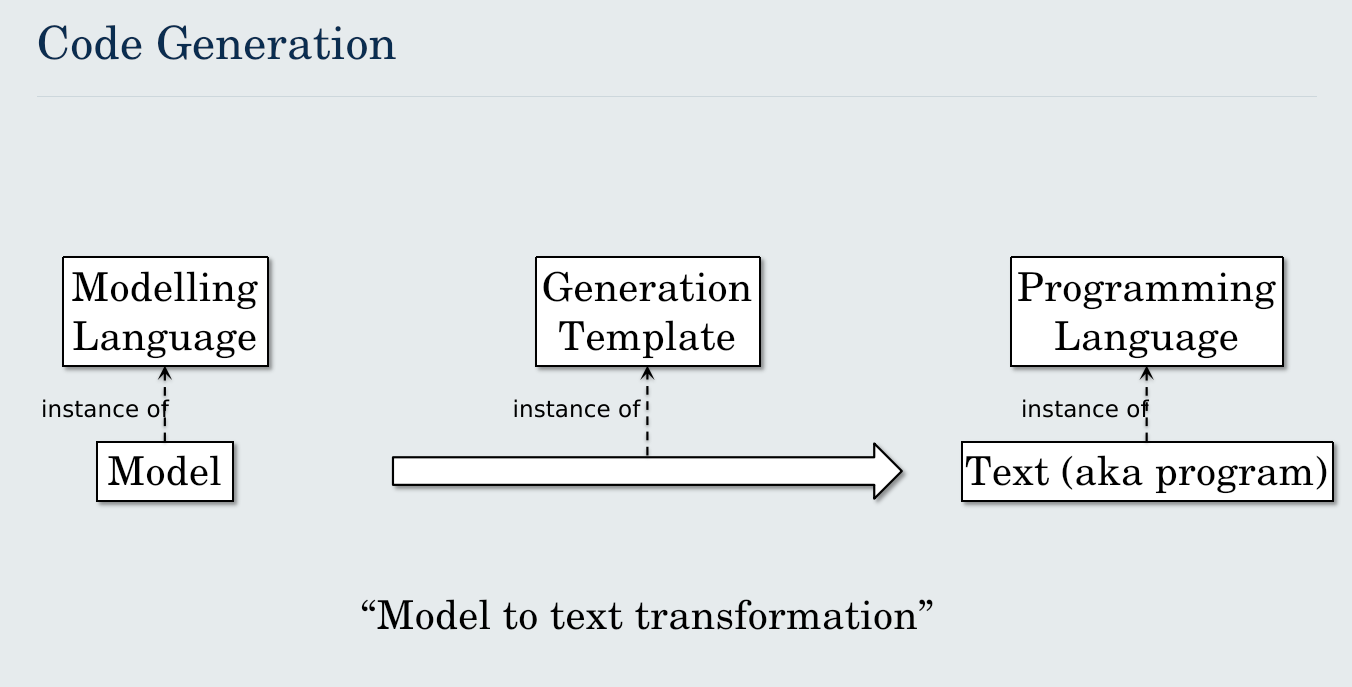 Code Generation
Modelling
Language
Generation
Template
Programming
Language
instance of
instance of
instance of
Model
Text (aka program)
“Model to text transformation”